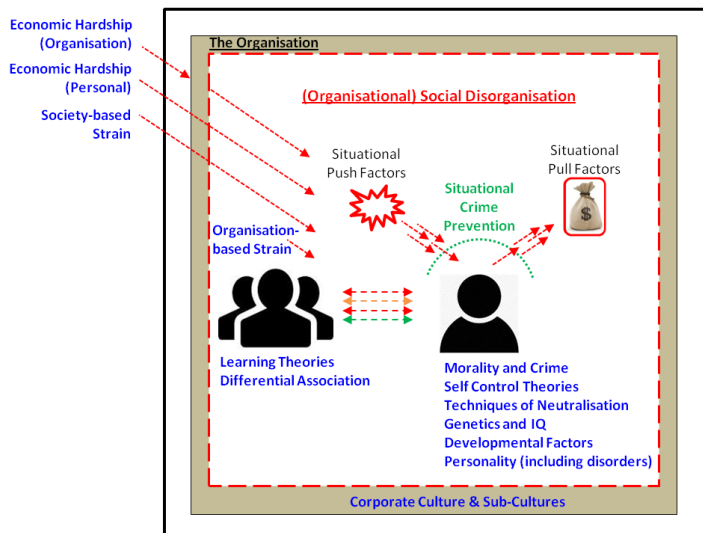 Economic Hardship
(Organisation)
Economic Hardship
(Personal)
Society-based
Strain
The Organisation
(Organisational) Social Disorganisation
Situational
Push Factors
Situational
Pull Factors
Situational
Crime
Prevention
$
Organisation-
based Strain
Learning Theories
Differential Association
Morality and Crime
Self Control Theories
Techniques of Neutralisation
Genetics and IQ
Developmental Factors
Personality (including disorders)
Corporate Culture & Sub-Cultures